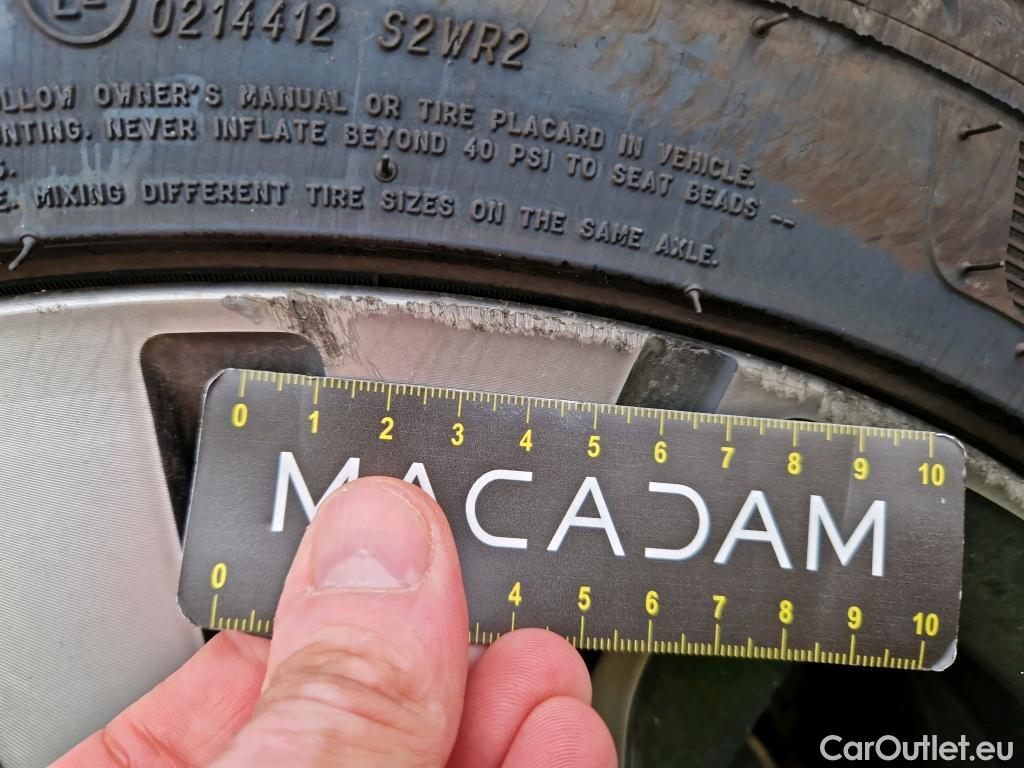 0214412 S2WR2
OWNER'S MANUAL OR TIRE PLACARD IN VEHICLE.
NEVER INFLATE BEYOND 40 PSI TO SEAT BEADS --
MIXING DIFFERENT TIRE SIZES ON THE SAME AXLE.
0 1 2 3 4 5 6 7 8 9 10
MACADAM
0 4 5 6 7 8 9 10
CarOutlet.eu